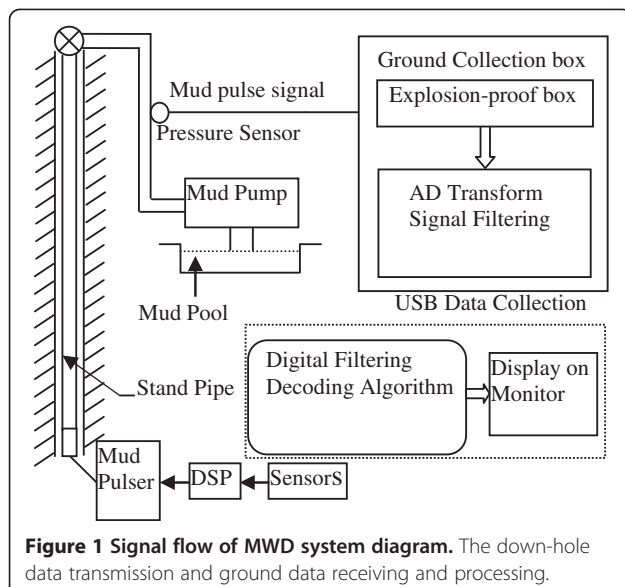 Ground Collection box
Explosion-proof box
Mud pulse signal
Pressure Sensor
AD Transform
Signal Filtering
Mud Pump
USB Data Collection
Mud Pool
Digital Filtering
Decoding Algorithm
Display on
Monitor
Stand Pipe
Mud
Pulser
DSP
SensorS
Figure 1 Signal flow of MWD system diagram. The down-hole
data transmission and ground data receiving and processing.